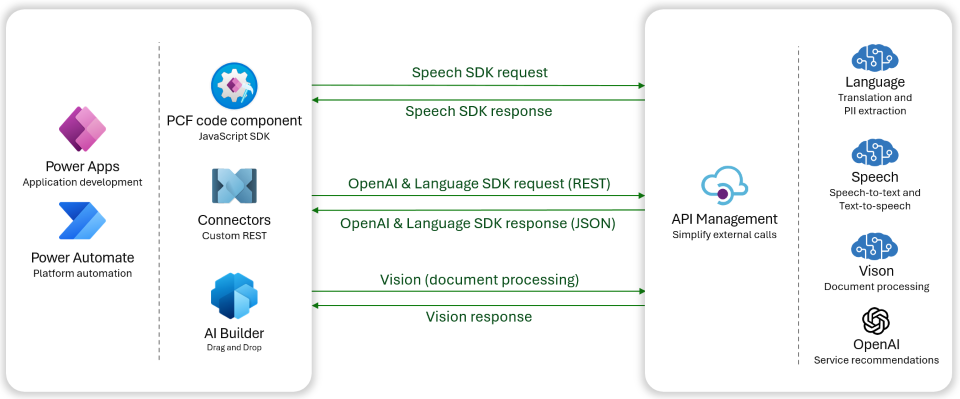 Power Apps
Application development
Power Automate
Platform automation
PCF code component
JavaScript SDK
Connectors
Custom REST
AI Builder
Drag and Drop
Speech SDK request
Speech SDK response
OpenAI & Language SDK request (REST)
OpenAI & Language SDK response (JSON)
Vision (document processing)
Vision response
API Management
Simplify external calls
Language
Translation and
PII extraction
Speech
Speech-to-text and
Text-to-speech
Vison
Document processing
OpenAI
Service recommendations